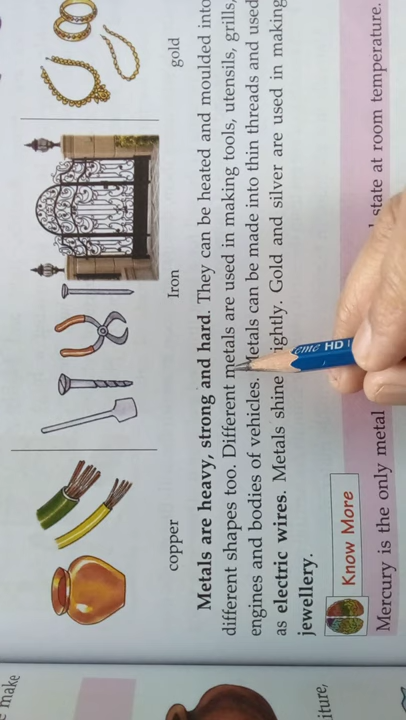 copper
Iron
gold
Metals are heavy, strong and hard. They can be heated and moulded into
different shapes too. Different metals are used in making tools, utensils, grills,
engines and bodies of vehicles. Metals can be made into thin threads and used
as electric wires. Metals shine brightly. Gold and silver are used in making
jewellery.
Know More
Mercury is the only metal state at room temperature.
make
HD